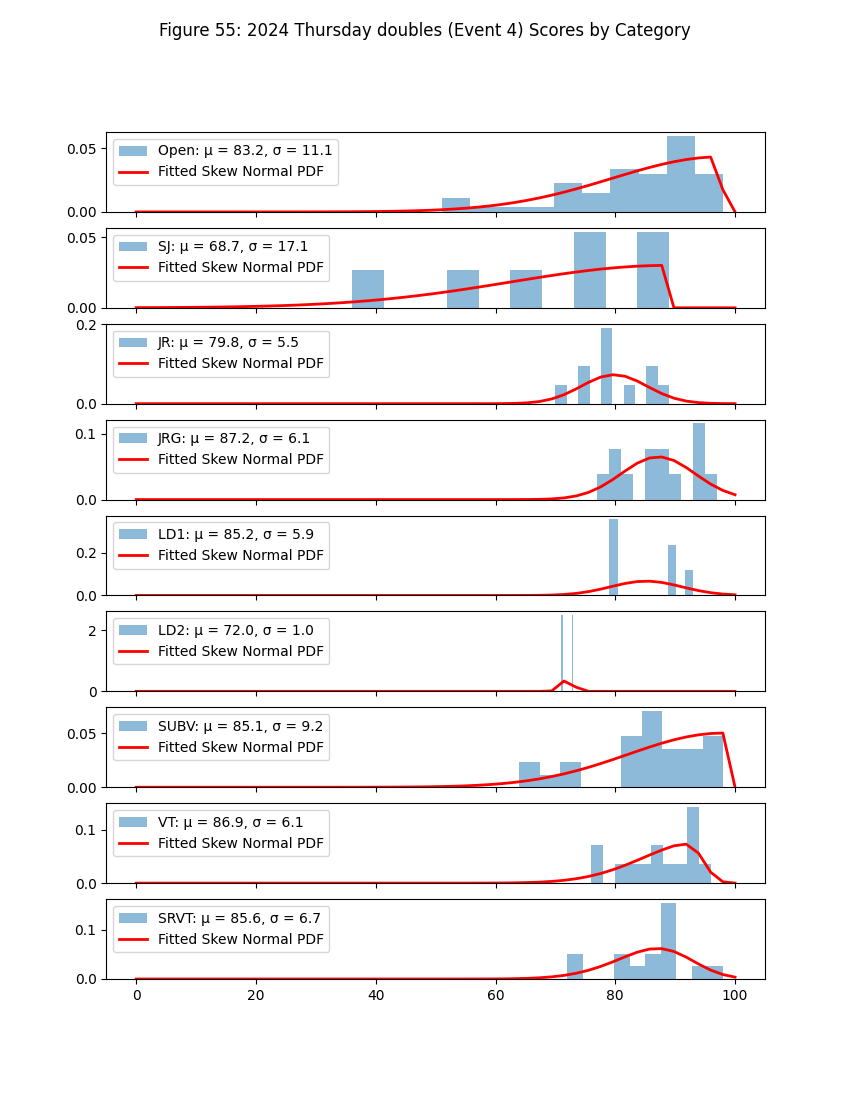 Figure 55: 2024 Thursday doubles (Event 4) Scores by Category
0.05
0.00
Open: μ = 83.2, σ = 11.1
Fitted Skew Normal PDF
0.05
0.00
SJ: μ = 68.7, σ = 17.1
Fitted Skew Normal PDF
0.2
0.0
JR: μ = 79.8, σ = 5.5
Fitted Skew Normal PDF
0.1
0.0
JRG: μ = 87.2, σ = 6.1
Fitted Skew Normal PDF
0.2
0.0
LD1: μ = 85.2, σ = 5.9
Fitted Skew Normal PDF
2
0
LD2: μ = 72.0, σ = 1.0
Fitted Skew Normal PDF
0.05
0.00
SUBV: μ = 85.1, σ = 9.2
Fitted Skew Normal PDF
0.1
0.0
VT: μ = 86.9, σ = 6.1
Fitted Skew Normal PDF
0.1
0.0
SRVT: μ = 85.6, σ = 6.7
Fitted Skew Normal PDF
0 20 40 60 80 100